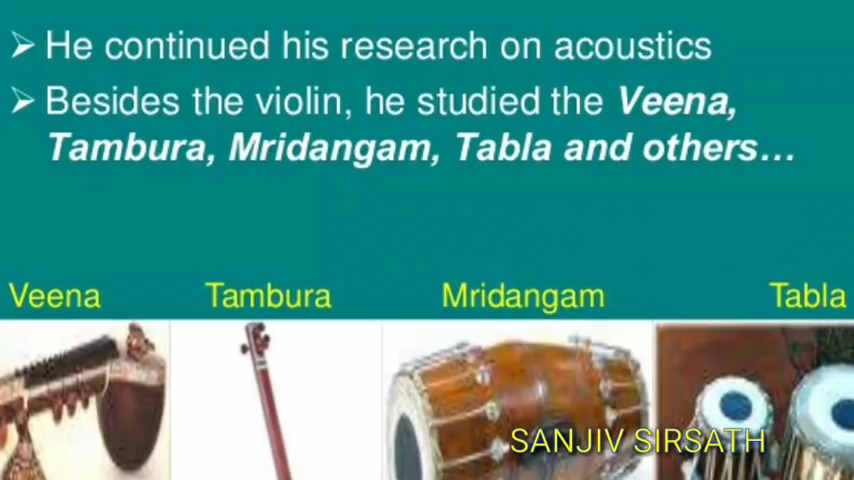 ➢ He continued his research on acoustics
➢ Besides the violin, he studied the Veena,
Tambura, Mridangam, Tabla and others…
Veena Tambura Mridangam Tabla
SANJIV SIRSATH